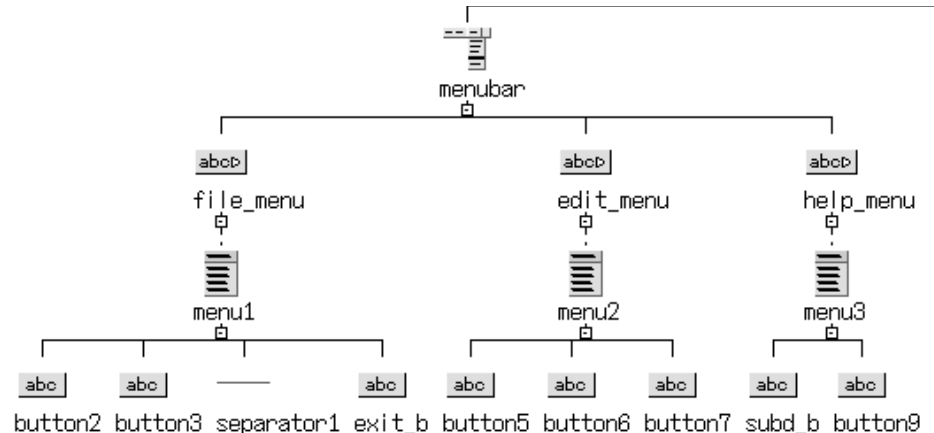 menubar
abc abc abc
file_menu edit_menu help_menu
menu1 menu2 menu3
abc abc abc abc abc abc abc abc
button2 button3 separator1 exit_b button5 button6 button7 subd_b button9